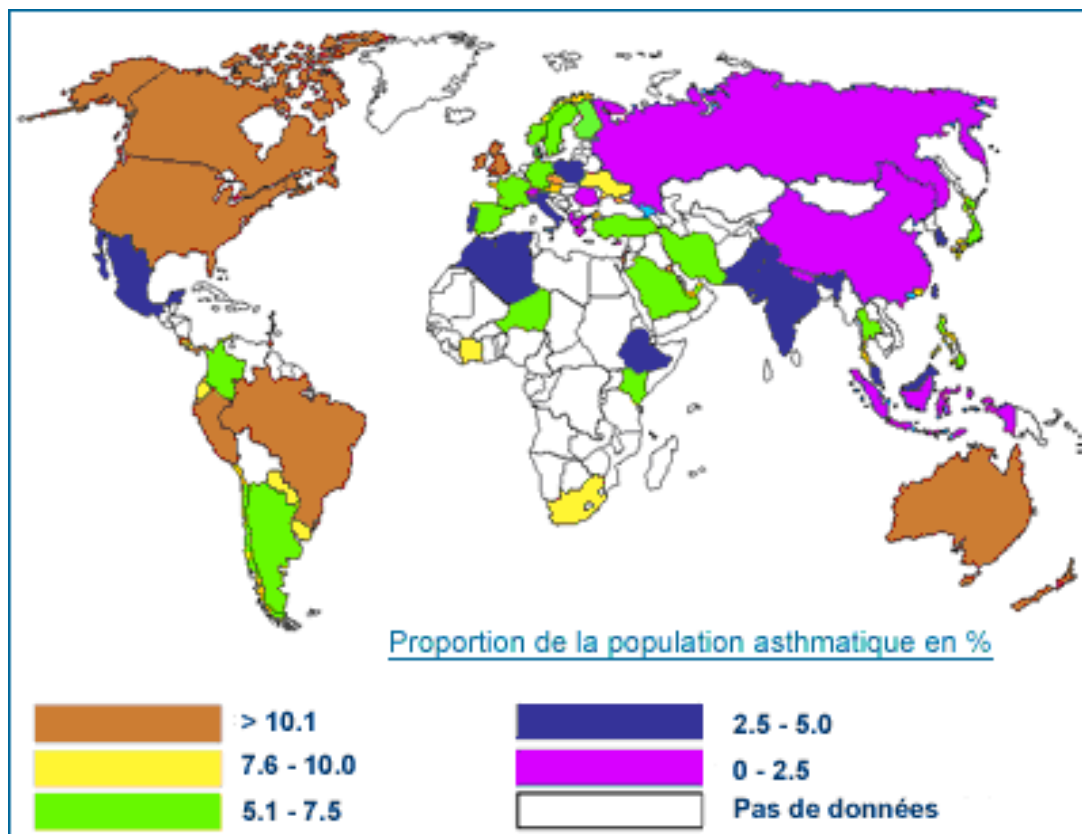 Proportion de la population asthmatique en %
> 10.1
7.6 - 10.0
5.1 - 7.5
2.5 - 5.0
0 - 2.5
Pas de données